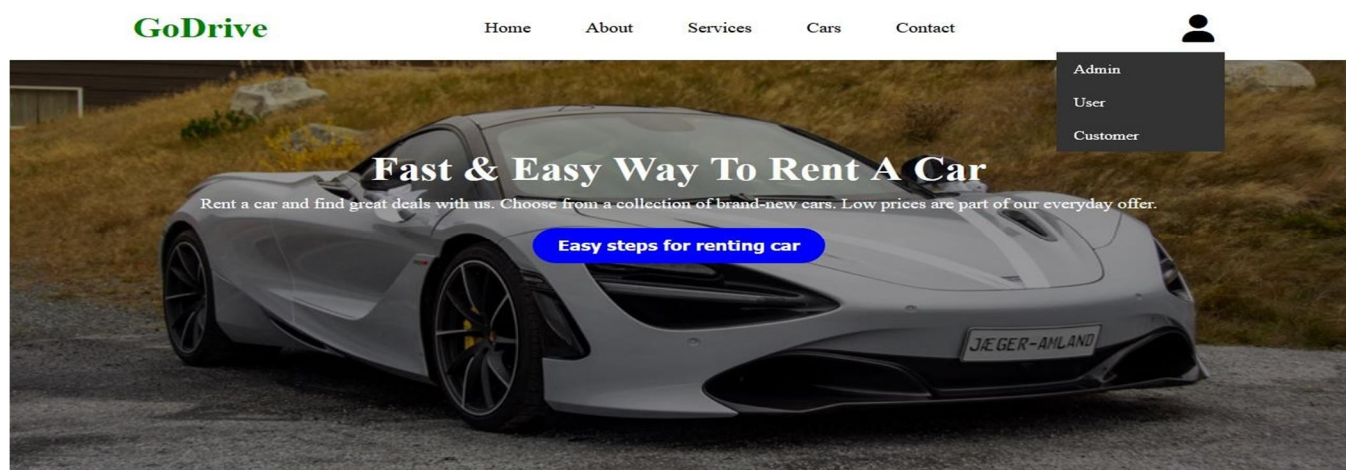 GoDrive Home About Services Cars Contact
Admin
User
Customer
Fast & Easy Way To Rent A Car
Rent a car and find great deals with us. Choose from a collection of brand-new cars. Low prices are part of our everyday offer.
Easy steps for renting car
JÆGER-AMLAND